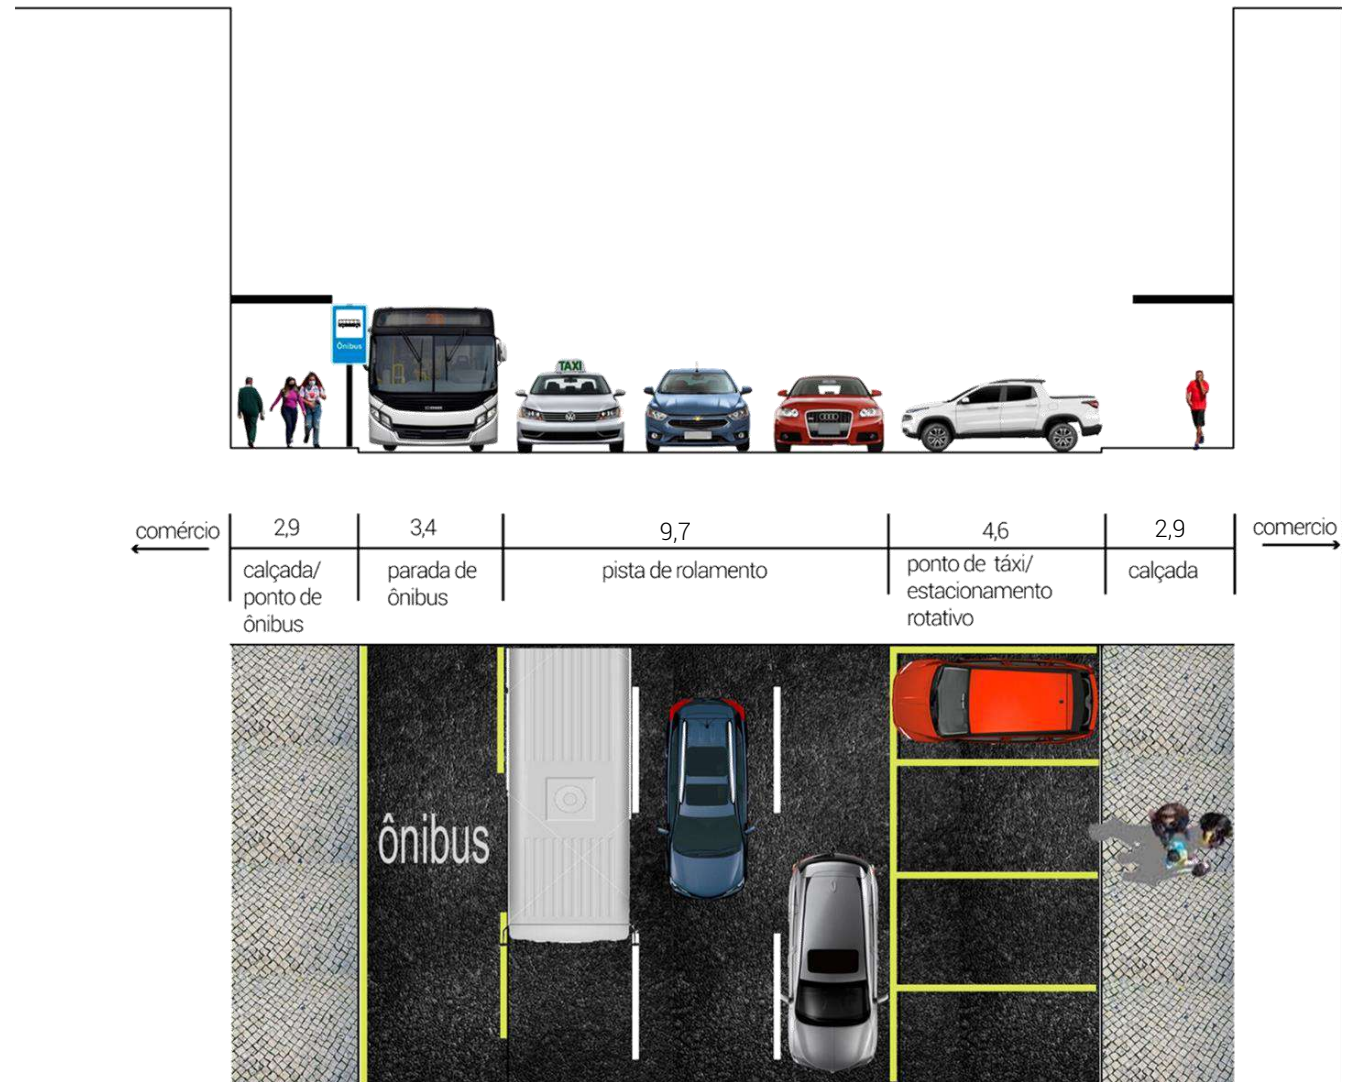 Ônibus
TAXI
comércio
2,9
3,4
9,7
4,6
2,9
comercio
calçada/
ponto de
ônibus
parada de
ônibus
pista de rolamento
ponto de táxi/
estacionamento
rotativo
calçada
ônibus